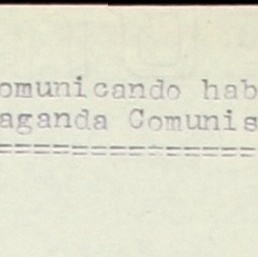 omunicando hab
aganda Comunis
================